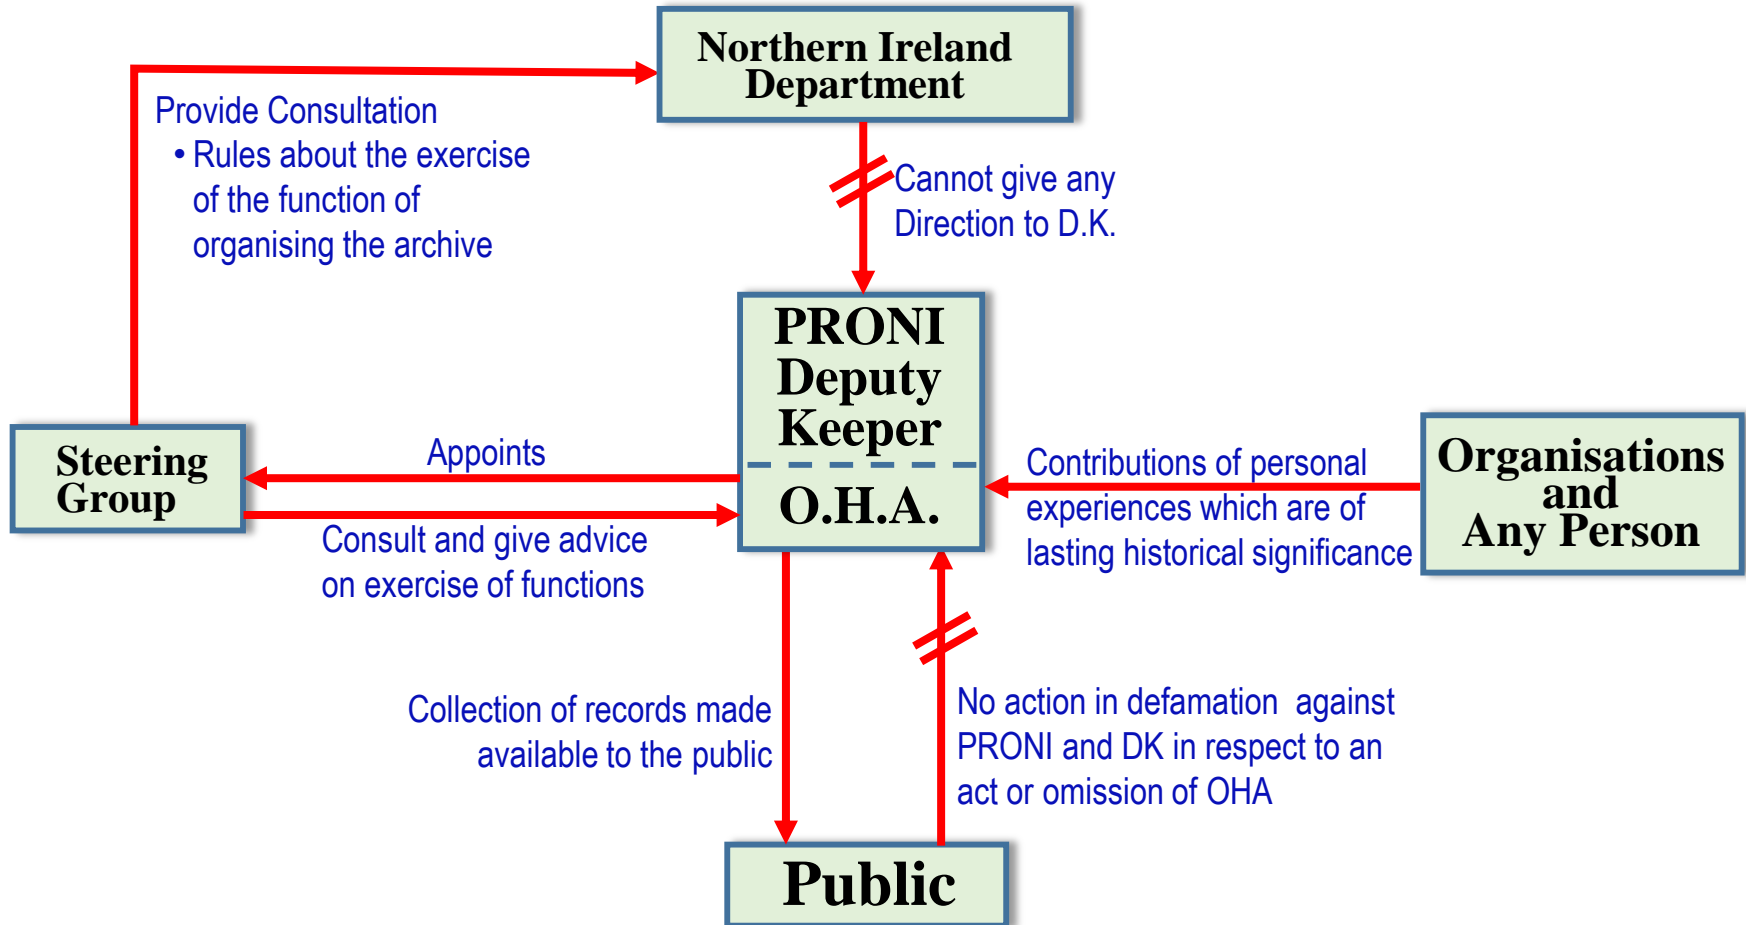 Northern Ireland
Department
Provide Consultation
• Rules about the exercise
of the function of
organising the archive
Cannot give any
Direction to D.K.
PRONI
Deputy
Keeper
O.H.A.
Steering
Group
Appoints
Consult and give advice
on exercise of functions
Contributions of personal
experiences which are of
lasting historical significance
Organisations
and
Any Person
Collection of records made
available to the public
No action in defamation  against
PRONI and DK in respect to an
act or omission of OHA
Public